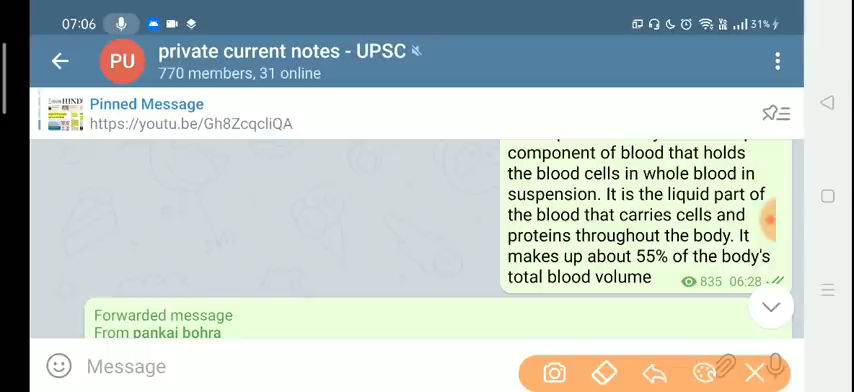 07:06
31%
PU
private current notes - UPSC
770 members, 31 online
HIND
Pinned Message
https://youtu.be/Gh8ZcqcliQA
component of blood that holds
the blood cells in whole blood in
suspension. It is the liquid part of
the blood that carries cells and
proteins throughout the body. It
makes up about 55% of the body's
total blood volume
835 06:28
Forwarded message
From pankaj bohra
Message